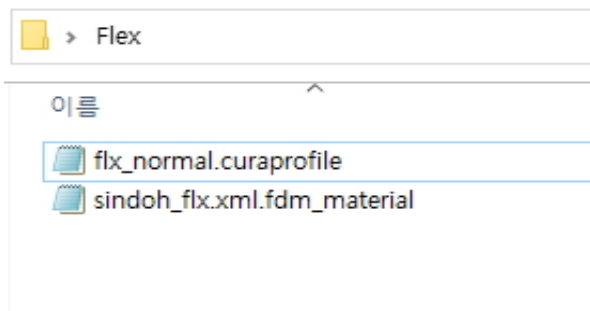 > Flex
이름
flx_normal.curaprofile
sindoh_flx.xml.fdm_material